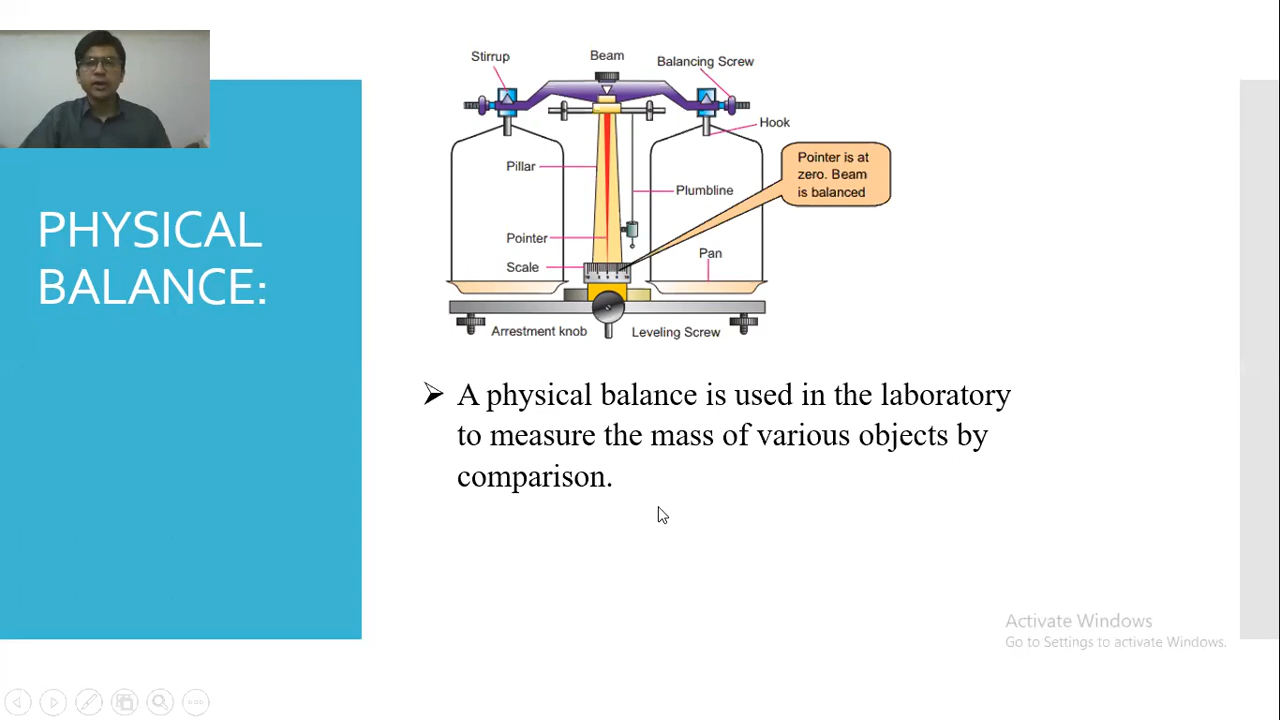 PHYSICAL
BALANCE:
Stirrup
Beam
Balancing Screw
Hook
Pillar
Plumbline
Pointer is at
zero. Beam
is balanced
Pointer
Scale
Pan
Arrestment knob
Leveling Screw
➢ A physical balance is used in the laboratory
to measure the mass of various objects by
comparison.
Activate Windows
Go to Settings to activate Windows.